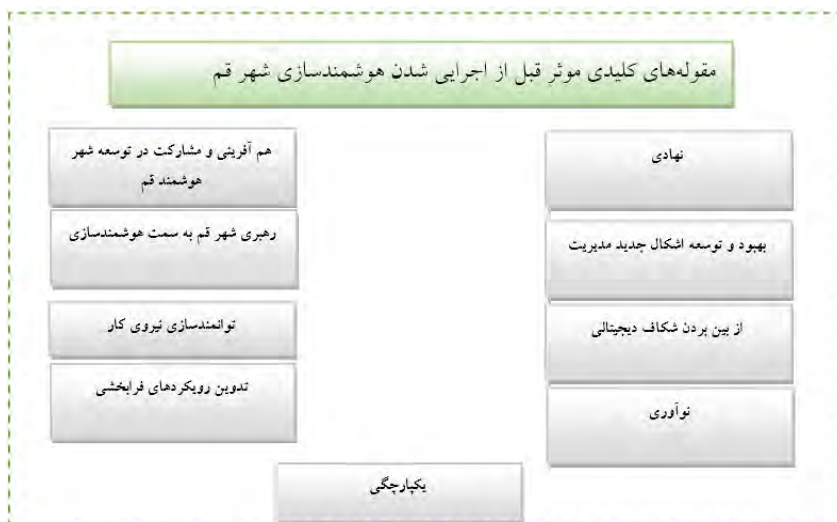 مقوله‌های کلیدی موثر قبل از اجرایی شدن هوشمندسازی شهر قم
نهادی
بهبود و توسعه اشکال جدید مدیریت
از بین بردن شکاف دیجیتالی
نوآوری
هم آفرینی و مشارکت در توسعه شهر
هوشمند قم
رهبری شهر قم به سمت هوشمندسازی
توانمندسازی نیروی کار
تدوین رویکردهای فرابخشی
یکپارچگی